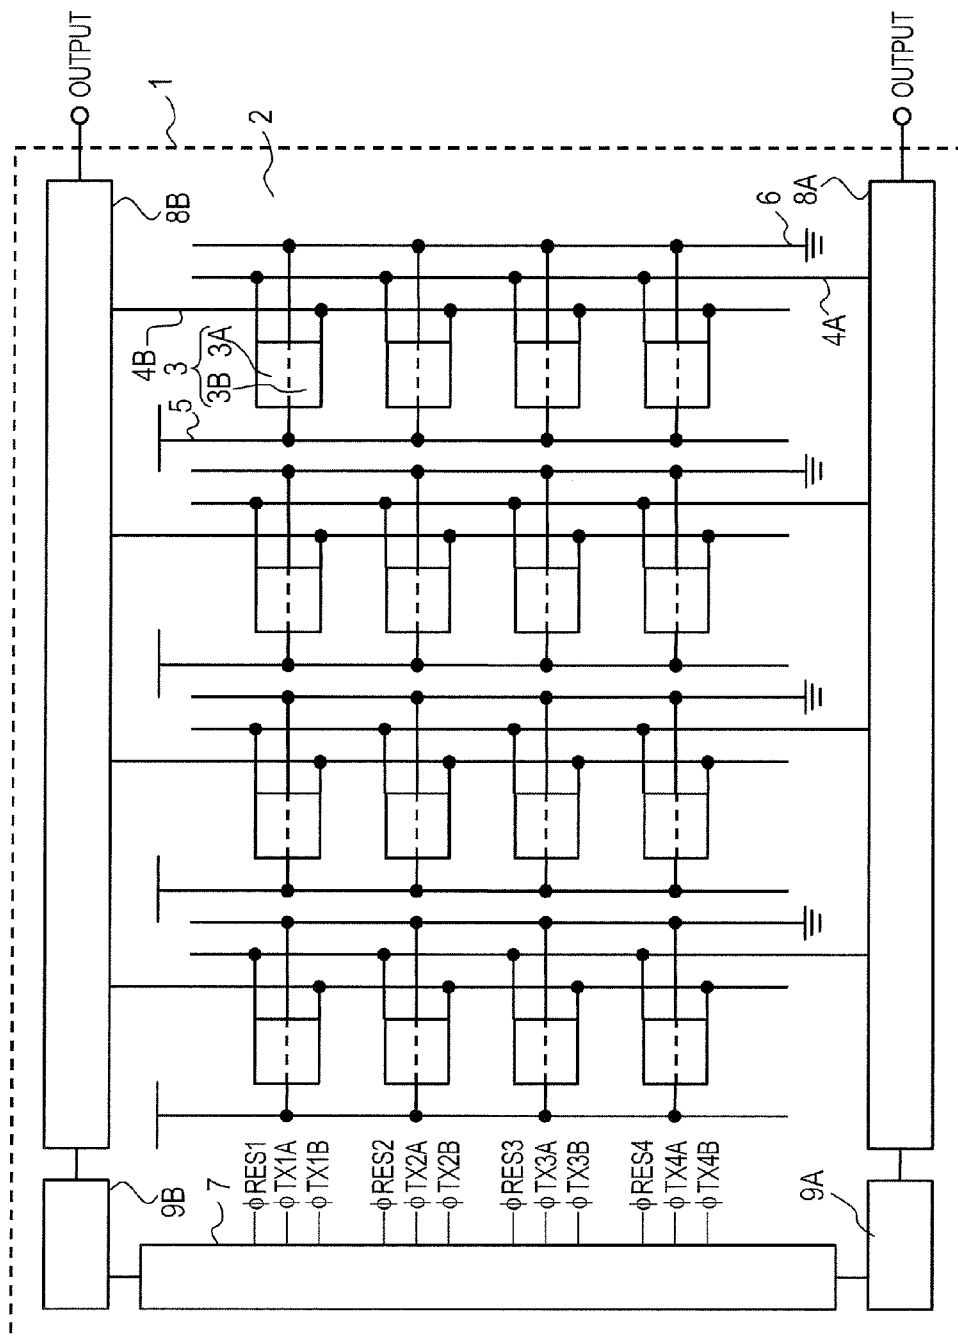 OUTPUT
1
2
8B
OUTPUT
8A
6
4A
4B
3
3A
3B
5
ϕRES1
ϕTX1A
ϕTX1B
ϕRES2
ϕTX2A
ϕTX2B
ϕRES3
ϕTX3A
ϕTX3B
ϕRES4
ϕTX4A
ϕTX4B
7
9B
9A